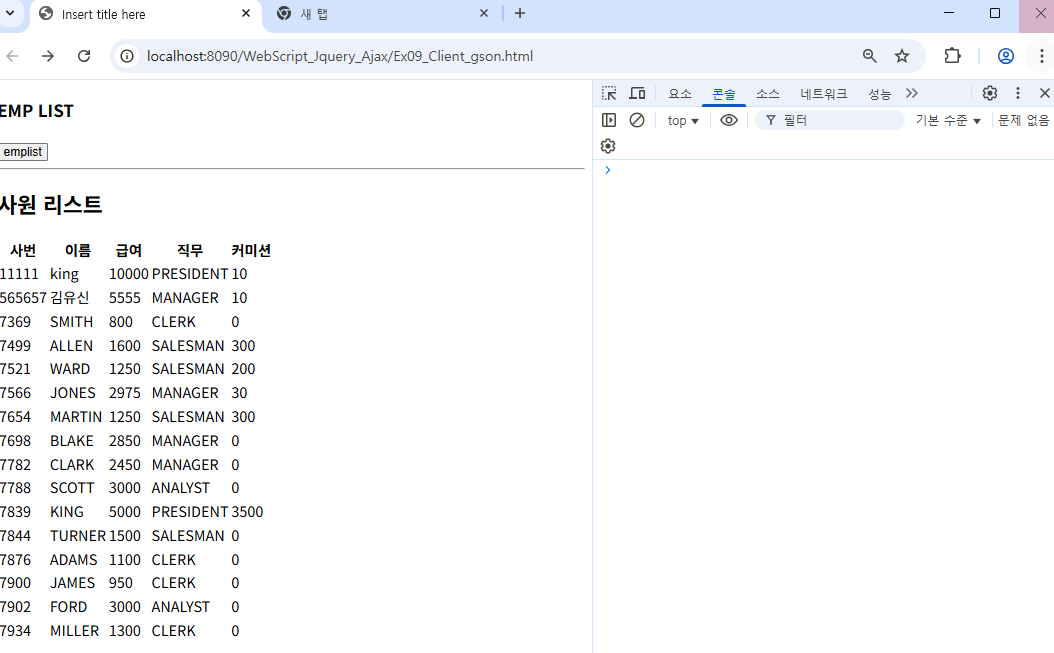 Insert title here
새 탭
localhost:8090/WebScript_Jquery_Ajax/Ex09_Client_gson.html
요소 콘솔 소스 네트워크 성능
top 필터 기본 수준 문제 없음
EMP LIST
emplist
사원 리스트
사번 이름 급여 직무 커미션
11111 king 10000 PRESIDENT 10
565657 김유신 5555 MANAGER 10
7369 SMITH 800 CLERK 0
7499 ALLEN 1600 SALESMAN 300
7521 WARD 1250 SALESMAN 200
7566 JONES 2975 MANAGER 30
7654 MARTIN 1250 SALESMAN 300
7698 BLAKE 2850 MANAGER 0
7782 CLARK 2450 MANAGER 0
7788 SCOTT 3000 ANALYST 0
7839 KING 5000 PRESIDENT 3500
7844 TURNER 1500 SALESMAN 0
7876 ADAMS 1100 CLERK 0
7900 JAMES 950 CLERK 0
7902 FORD 3000 ANALYST 0
7934 MILLER 1300 CLERK 0